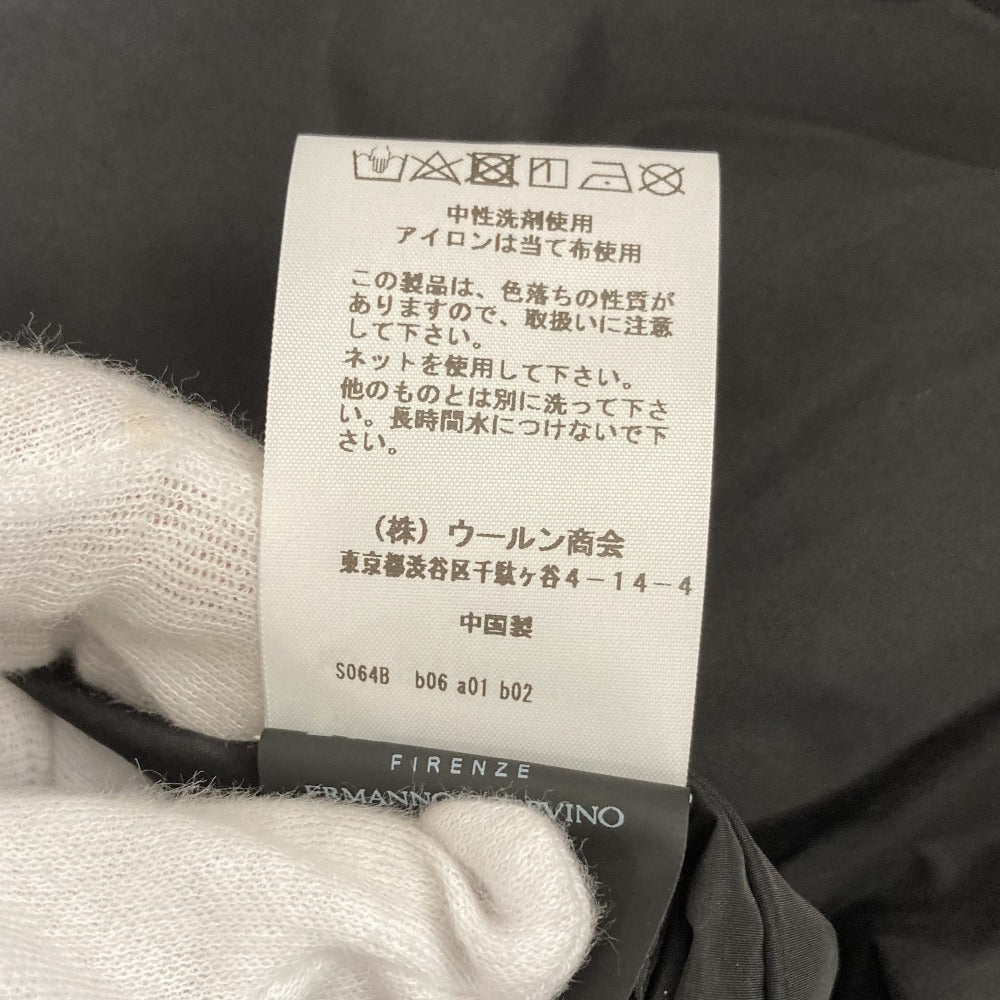 中性洗剤使用
アイロンは当て布使用
この製品は、色落ちの性質が
ありますので、取扱いに注意
して下さい。
ネットを使用して下さい。
他のものとは別に洗って下さ
い。長時間水につけないで下
さい。
(株)ウールン商会
東京都渋谷区千駄ヶ谷4-14-4
中国製
S064B b06 a01 b02
FIRENZE
ERMANNO